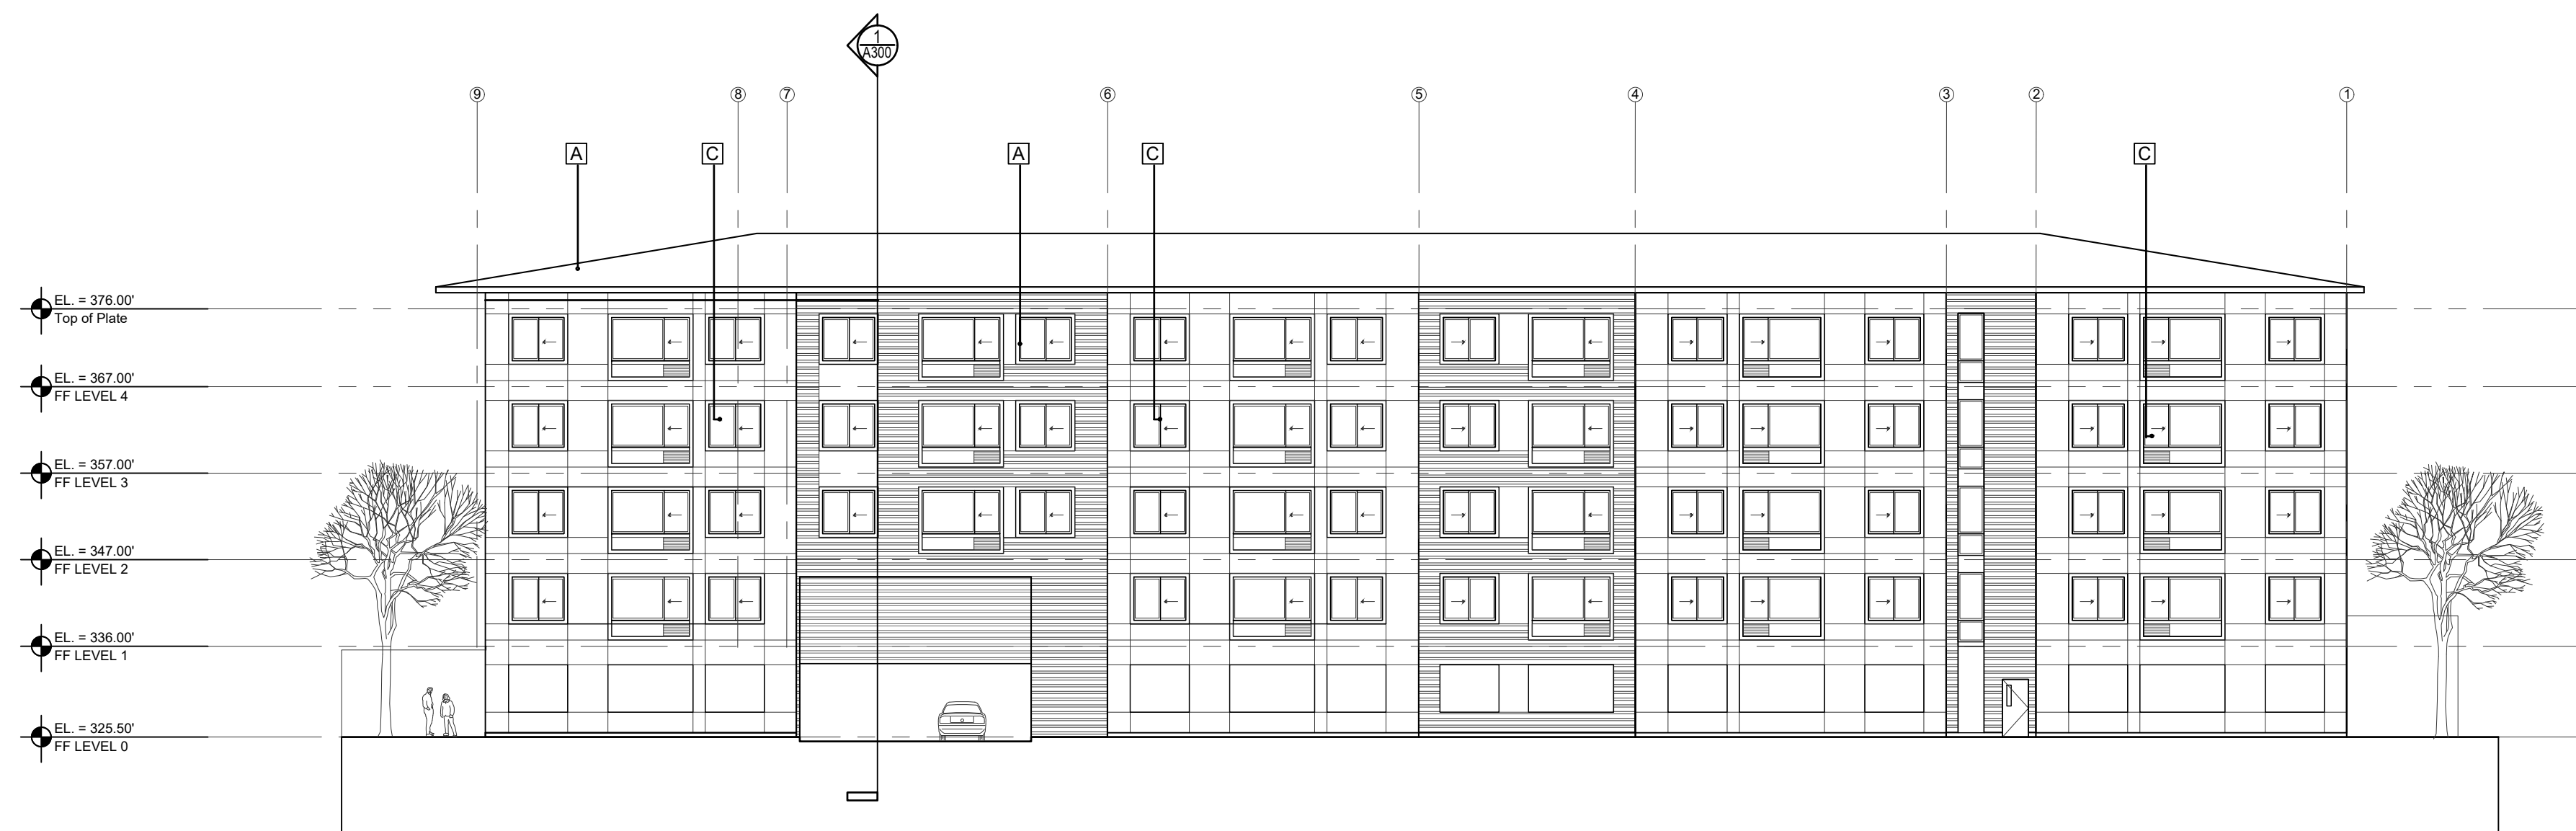 1
A300
9
8
7
6
5
4
3
2
1
A
C
A
C
C
EL. = 376.00'
Top of Plate
EL. = 367.00'
FF LEVEL 4
EL. = 357.00'
FF LEVEL 3
EL. = 347.00'
FF LEVEL 2
EL. = 336.00'
FF LEVEL 1
EL. = 325.50'
FF LEVEL 0